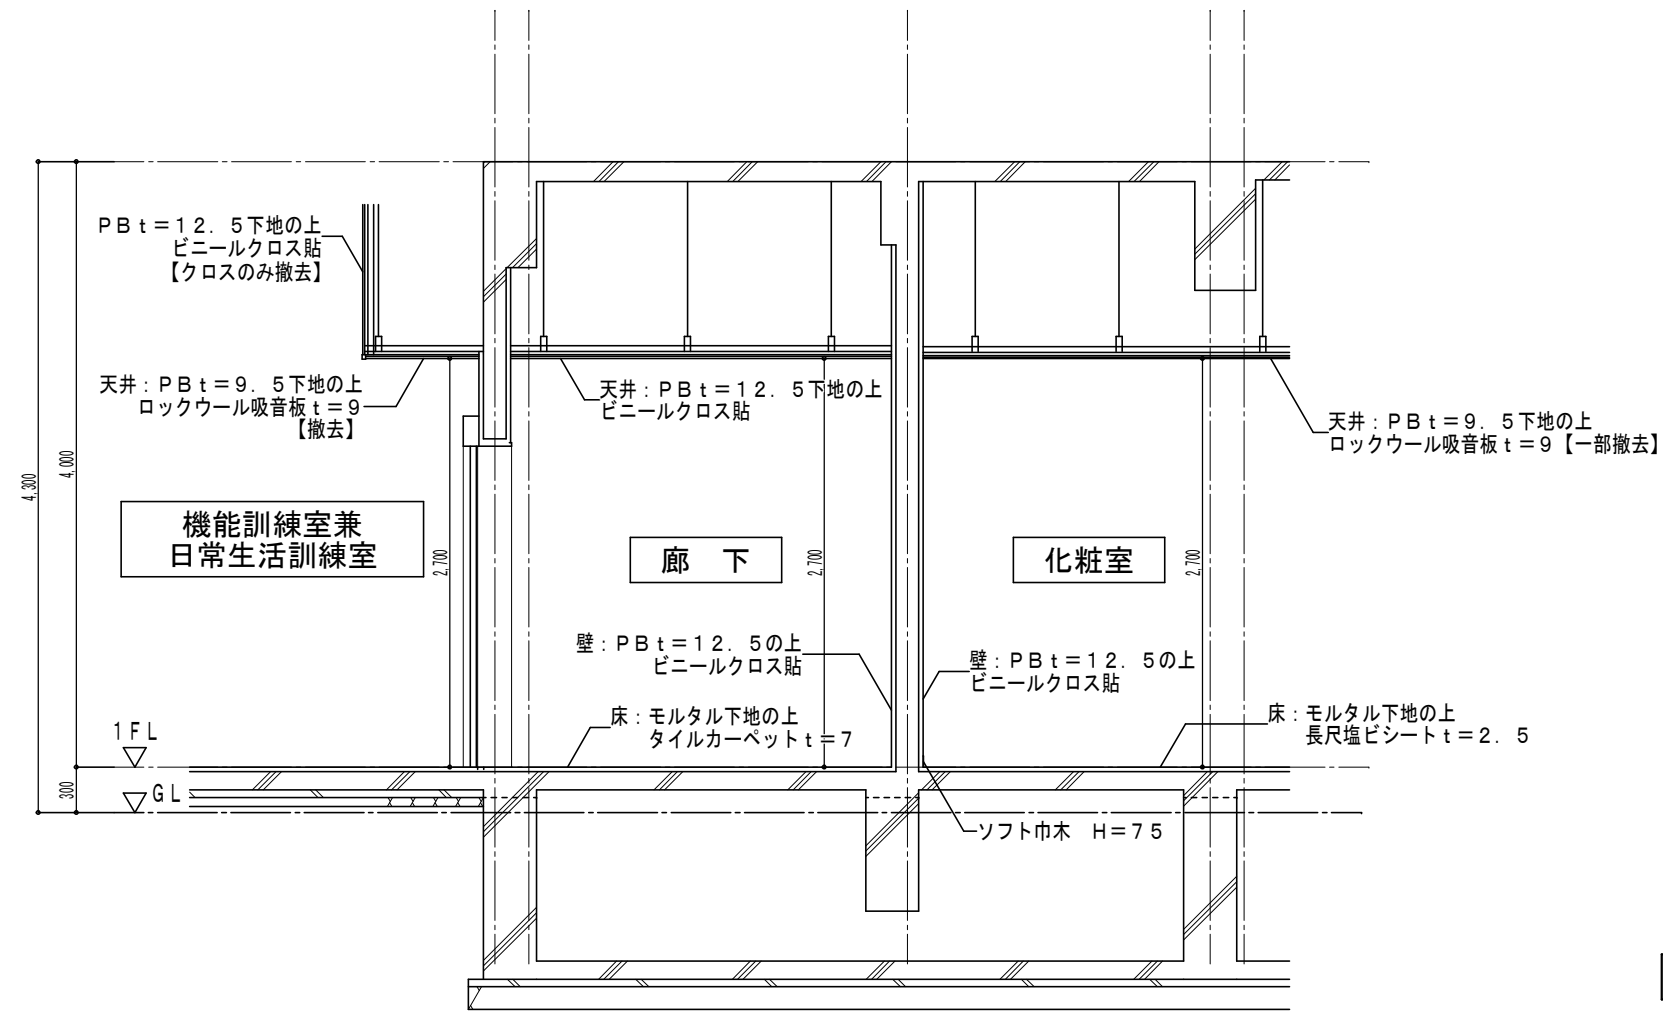 PBt=12.5下地の上
ビニールクロス貼
【クロスのみ撤去】
天井:PBt=9.5下地の上
ロックウール吸音板t=9
【撤去】
天井:PBt=12.5下地の上
ビニールクロス貼
天井:PBt=9.5下地の上
ロックウール吸音板t=9【一部撤去】
4,300
4,000
機能訓練室兼
日常生活訓練室
2,700
廊 下
2,700
化粧室
2,700
壁:PBt=12.5の上
ビニールクロス貼
壁:PBt=12.5の上
ビニールクロス貼
床:モルタル下地の上
タイルカーペットt=7
床:モルタル下地の上
長尺塩ビシートt=2.5
1FL
300
GL
ソフト巾木 H=75